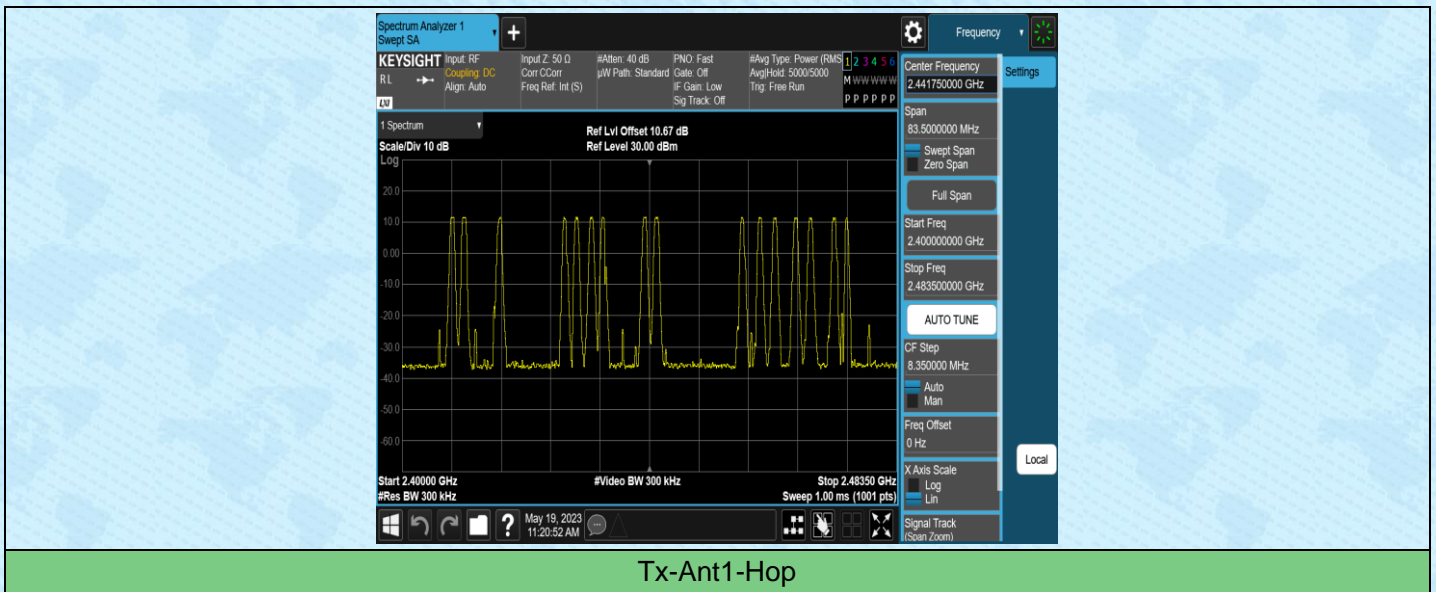 Spectrum Analyzer 1
Swept SA
+
Frequency
KEYSIGHT
RL
LXI
Input: RF
Coupling: DC
Align: Auto
Input Z: 50 Ω
Corr CCorr
Freq Ref: Int (S)
#Atten: 40 dB
µW Path: Standard
PNO: Fast
Gate: Off
IF Gain: Low
Sig Track: Off
#Avg Type: Power (RMS
Avg|Hold: 5000/5000
Trig: Free Run
1 2 3 4 5 6
M W W W W W
P P P P P P
1 Spectrum
Scale/Div 10 dB
Ref Lvl Offset 10.67 dB
Ref Level 30.00 dBm
Log
20.0
10.0
0.00
-10.0
-20.0
-30.0
-40.0
-50.0
-60.0
Start 2.40000 GHz
#Res BW 300 kHz
#Video BW 300 kHz
Stop 2.48350 GHz
Sweep 1.00 ms (1001 pts)
?
May 19, 2023
11:20:52 AM
Center Frequency
2.441750000 GHz
Settings
Span
83.5000000 MHz
Swept Span
Zero Span
Full Span
Start Freq
2.400000000 GHz
Stop Freq
2.483500000 GHz
AUTO TUNE
CF Step
8.350000 MHz
Auto
Man
Freq Offset
0 Hz
Local
X Axis Scale
Log
Lin
Signal Track
(Span Zoom)
Tx-Ant1-Hop